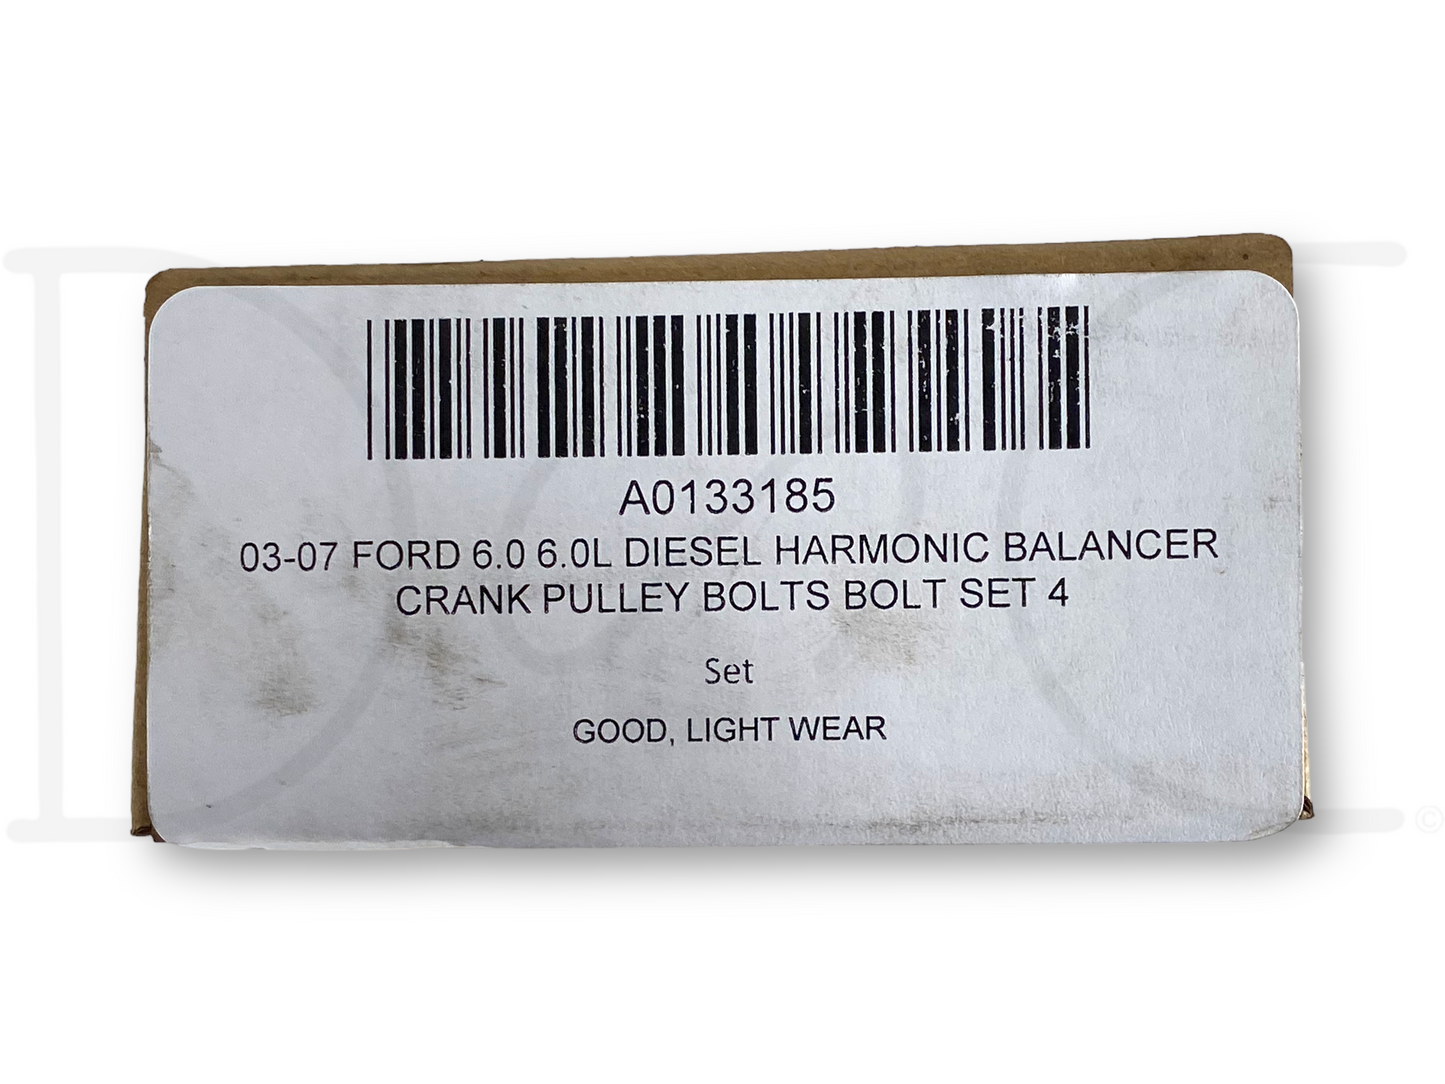 A0133185
03-07 FORD 6.0 6.0L DIESEL HARMONIC BALANCER
CRANK PULLEY BOLTS BOLT SET 4
Set
GOOD, LIGHT WEAR
©